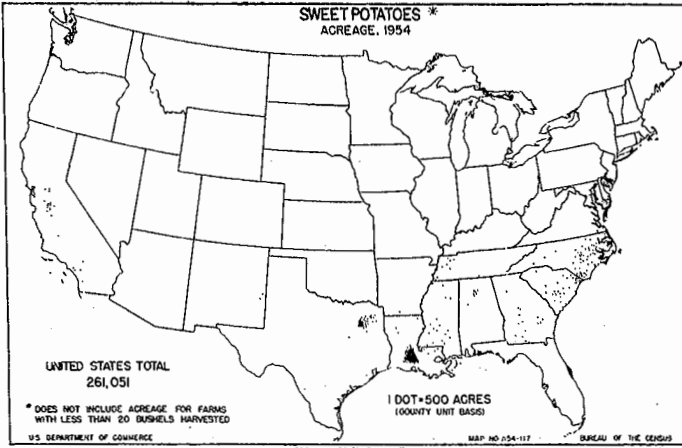 SWEET POTATOES *
ACREAGE, 1954
UNITED STATES TOTAL
261,051
* DOES NOT INCLUDE ACREAGE FOR FARMS
WITH LESS THAN 20 BUSHELS HARVESTED
1 DOT=500 ACRES
(COUNTY UNIT BASIS)
U.S. DEPARTMENT OF COMMERCE
MAP NO. A54-117
BUREAU OF THE CENSUS